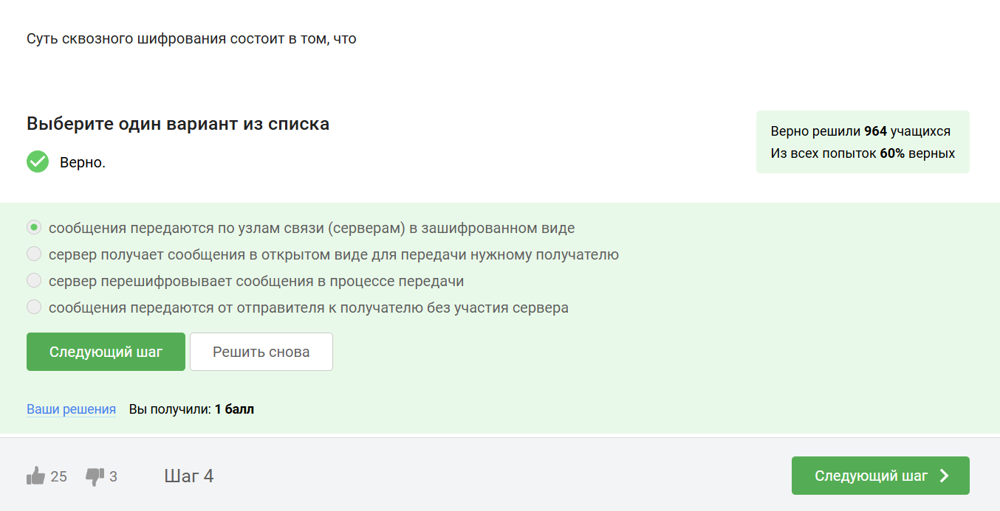 Суть сквозного шифрования состоит в том, что
Выберите один вариант из списка
Верно.
Верно решили 964 учащихся
Из всех попыток 60% верных
сообщения передаются по узлам связи (серверам) в зашифрованном виде
сервер получает сообщения в открытом виде для передачи нужному получателю
сервер перешифровывает сообщения в процессе передачи
сообщения передаются от отправителя к получателю без участия сервера
Следующий шаг
Решить снова
Ваши решения Вы получили: 1 балл
25 3 Шаг 4 Следующий шаг